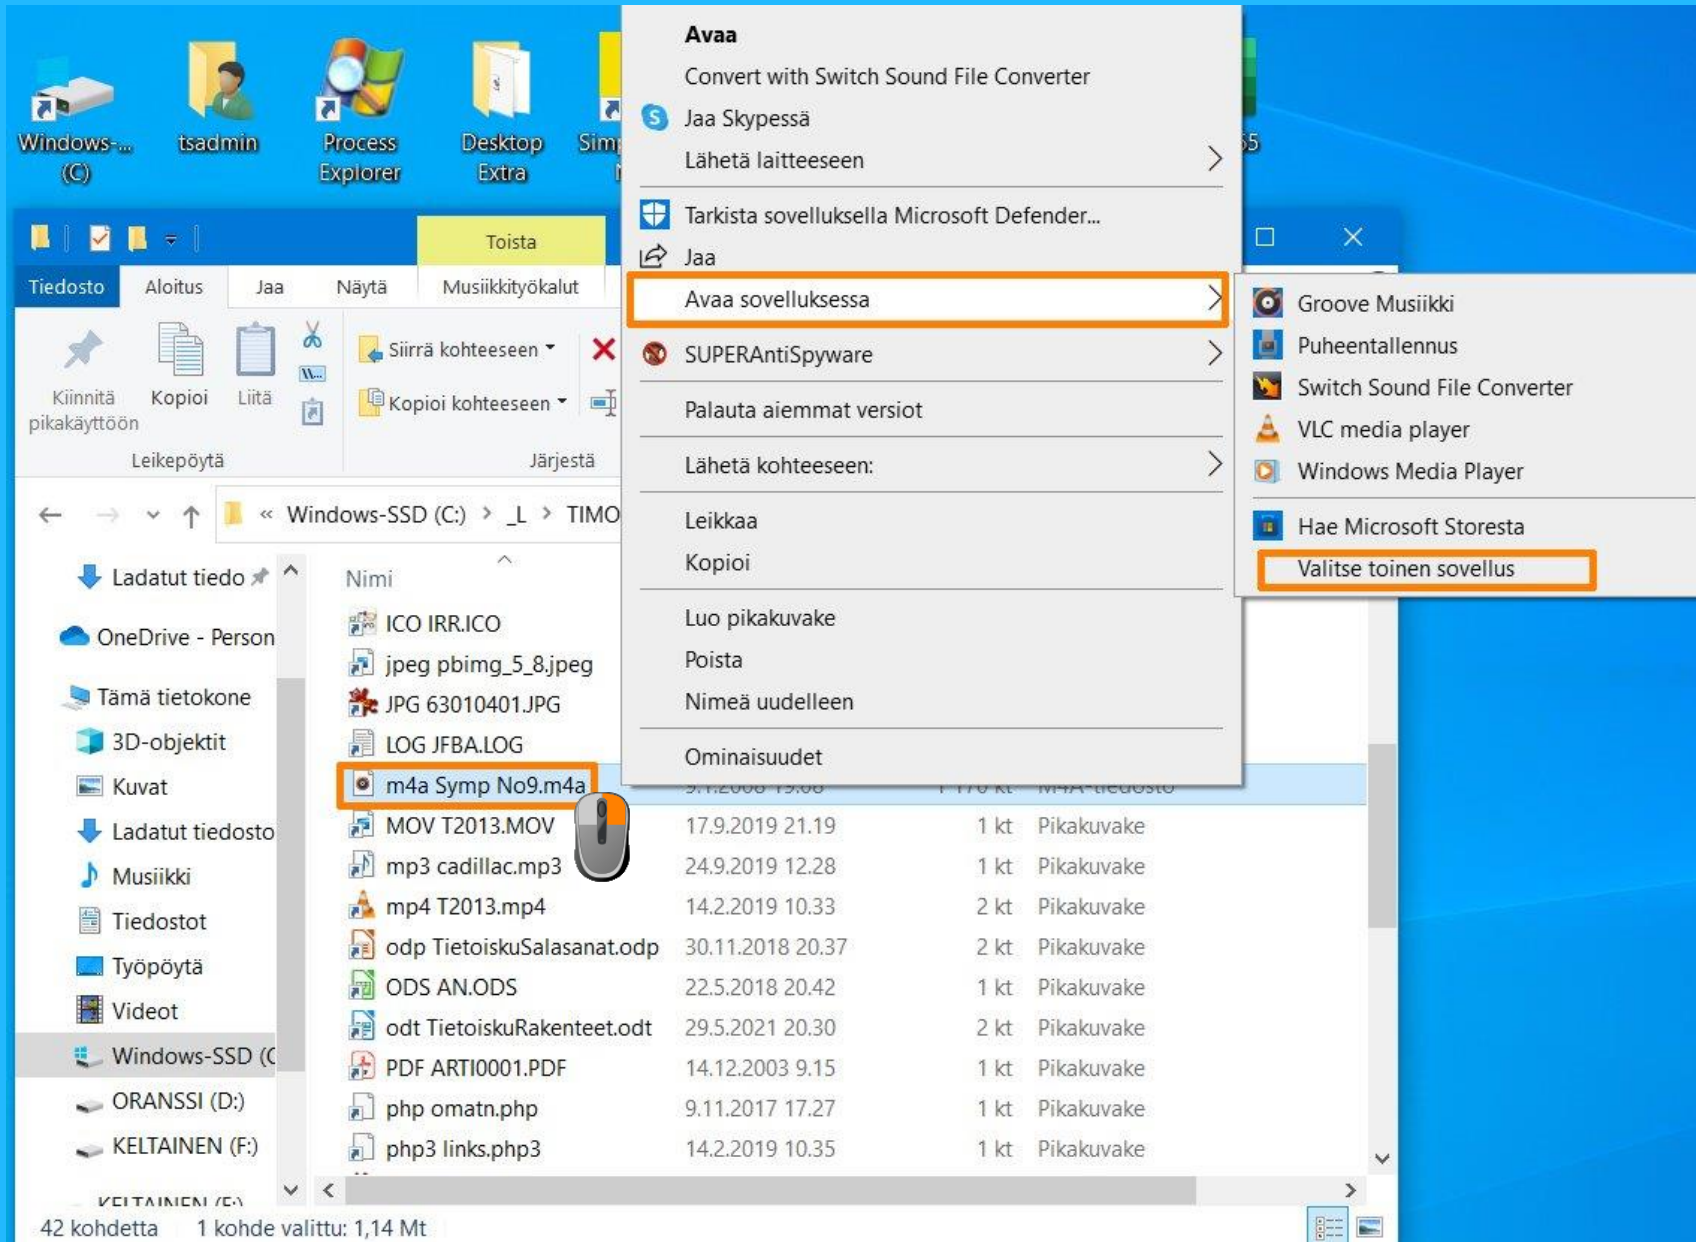 Windows-...
(C)
tsadmin
Process
Explorer
Desktop
Extra
Avaa
Convert with Switch Sound File Converter
Jaa Skypessä
Lähetä laitteeseen
Tarkista sovelluksella Microsoft Defender...
Jaa
Avaa sovelluksessa
SUPERAntiSpyware
Palauta aiemmat versiot
Lähetä kohteeseen:
Leikkaa
Kopioi
Luo pikakuvake
Poista
Nimeä uudelleen
Ominaisuudet
Groove Musiikki
Puheentallennus
Switch Sound File Converter
VLC media player
Windows Media Player
Hae Microsoft Storesta
Valitse toinen sovellus
Toista
Tiedosto Aloitus Jaa Näytä Musiikkityökalut
Kiinnitä
pikakäyttöön
Kopioi
Liitä
Siirrä kohteeseen
Kopioi kohteeseen
Leikepöytä
Järjestä
« Windows-SSD (C:) > _L > TIMO
Ladatut tiedo
OneDrive - Person
Tämä tietokone
3D-objektit
Kuvat
Ladatut tiedosto
Musiikki
Tiedostot
Työpöytä
Videot
Windows-SSD (C
ORANSSI (D:)
KELTAINEN (F:)
KELTAINEN (F:)
Nimi
ICO IRR.ICO
jpeg pbimg_5_8.jpeg
JPG 63010401.JPG
LOG JFBA.LOG
m4a Symp No9.m4a M4A-tiedosto
MOV T2013.MOV 17.9.2019 21.19 1 kt Pikakuvake
mp3 cadillac.mp3 24.9.2019 12.28 1 kt Pikakuvake
mp4 T2013.mp4 14.2.2019 10.33 2 kt Pikakuvake
odp TietoiskuSalasanat.odp 30.11.2018 20.37 2 kt Pikakuvake
ODS AN.ODS 22.5.2018 20.42 1 kt Pikakuvake
odt TietoiskuRakenteet.odt 29.5.2021 20.30 2 kt Pikakuvake
PDF ARTI0001.PDF 14.12.2003 9.15 1 kt Pikakuvake
php omatn.php 9.11.2017 17.27 1 kt Pikakuvake
php3 links.php3 14.2.2019 10.35 1 kt Pikakuvake
42 kohdetta 1 kohde valittu: 1,14 Mt